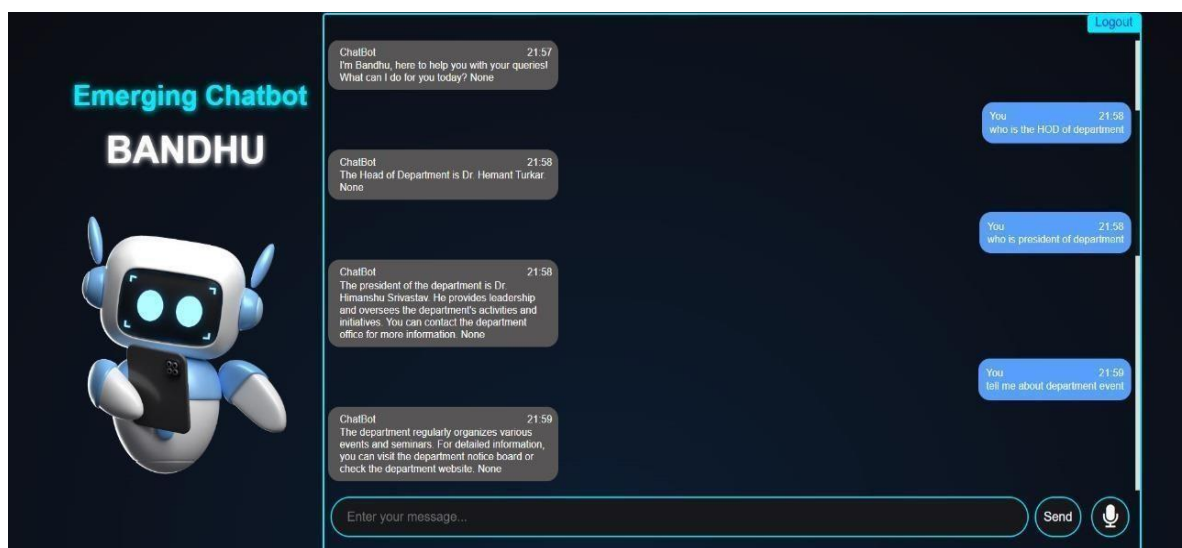 Logout
Emerging Chatbot
BANDHU
ChatBot 21:57
I'm Bandhu, here to help you with your queries!
What can I do for you today? None
You 21:58
who is the HOD of department
ChatBot 21:58
The Head of Department is Dr. Hemant Turkar.
None
You 21:58
who is president of department
ChatBot 21:58
The president of the department is Dr.
Himanshu Srivastav. He provides leadership
and oversees the department's activities and
initiatives. You can contact the department
office for more information. None
You 21:59
tell me about department event
ChatBot 21:59
The department regularly organizes various
events and seminars. For detailed information,
you can visit the department notice board or
check the department website. None
Enter your message...
Send